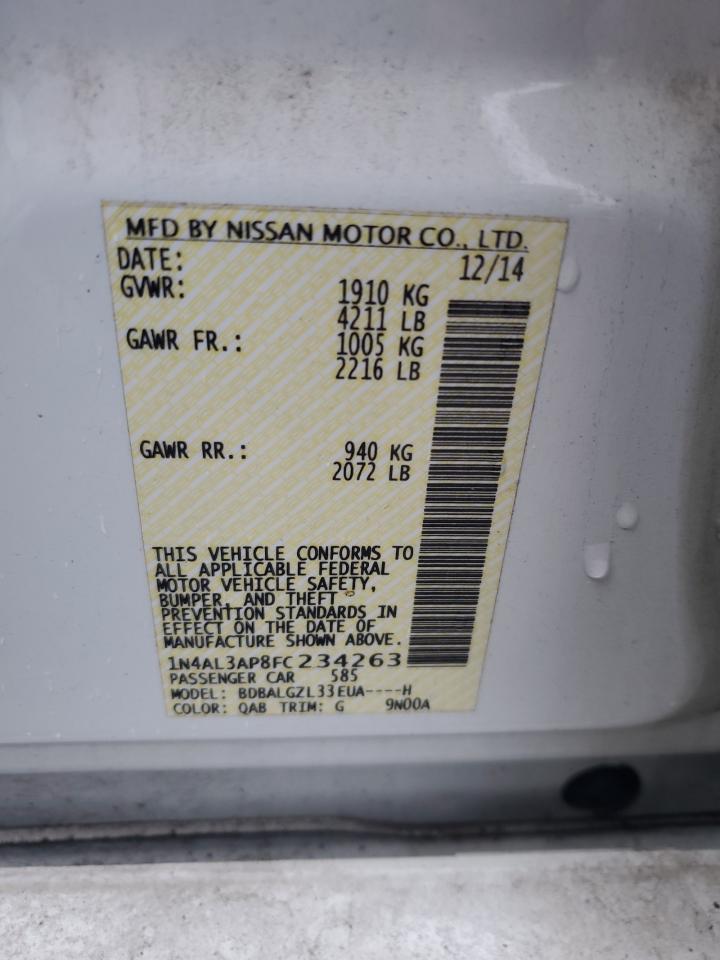 MFD BY NISSAN MOTOR CO., LTD.
DATE: 12/14
GVWR: 1910 KG
4211 LB
GAWR FR.: 1005 KG
2216 LB
GAWR RR.: 940 KG
2072 LB
THIS VEHICLE CONFORMS TO
ALL APPLICABLE FEDERAL
MOTOR VEHICLE SAFETY,
BUMPER, AND THEFT
PREVENTION STANDARDS IN
EFFECT ON THE DATE OF
MANUFACTURE SHOWN ABOVE.
1N4AL3AP8FC234263
PASSENGER CAR 585
MODEL: BDBALGZL33EUA----H
COLOR: QAB TRIM: G 9N00A